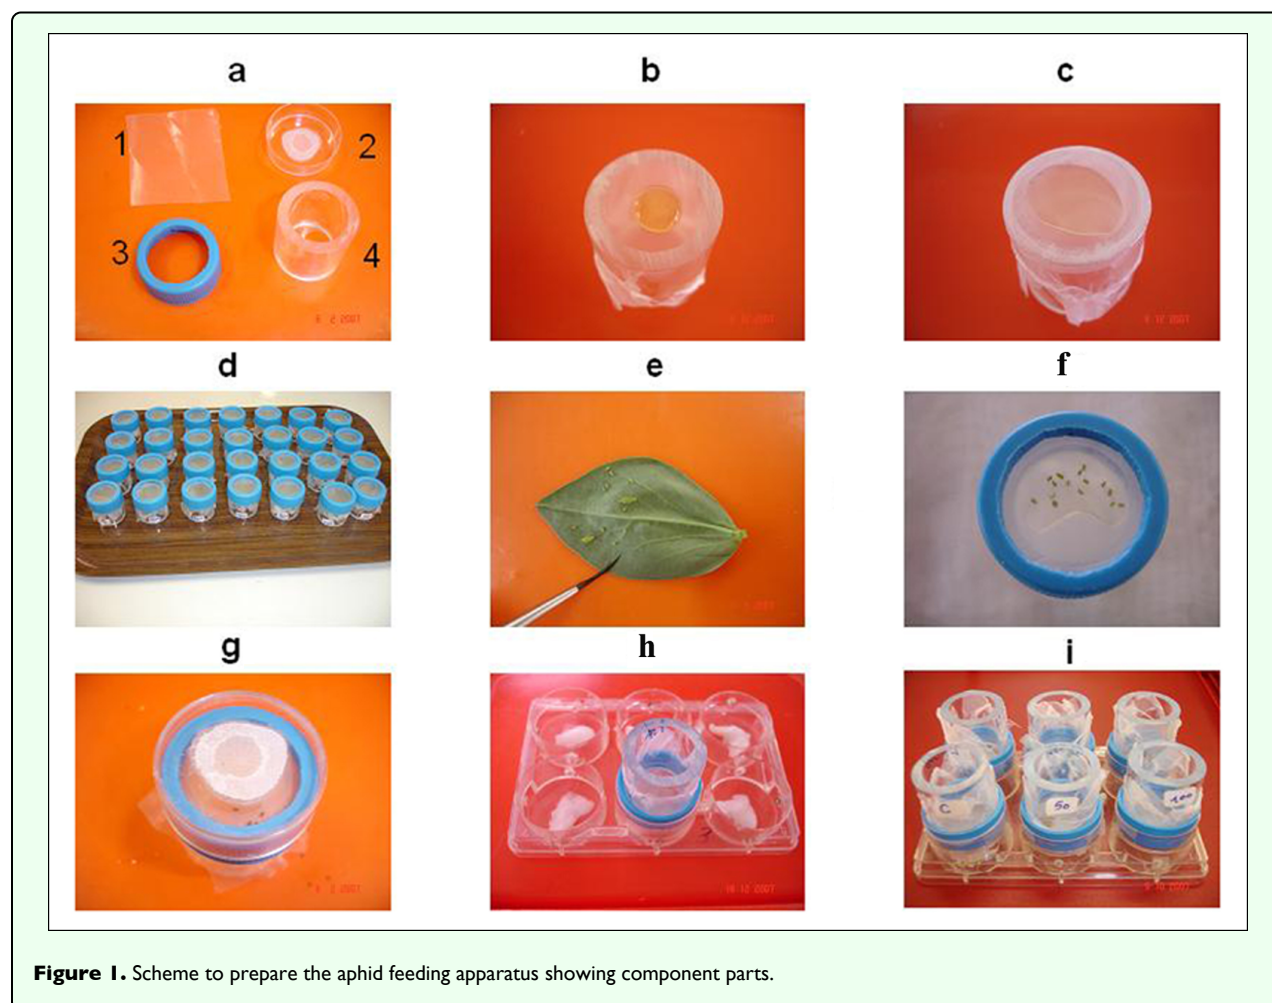 a
b
c
1
2
3
4
d
e
f
g
h
i
C
50
100
Figure 1. Scheme to prepare the aphid feeding apparatus showing component parts.